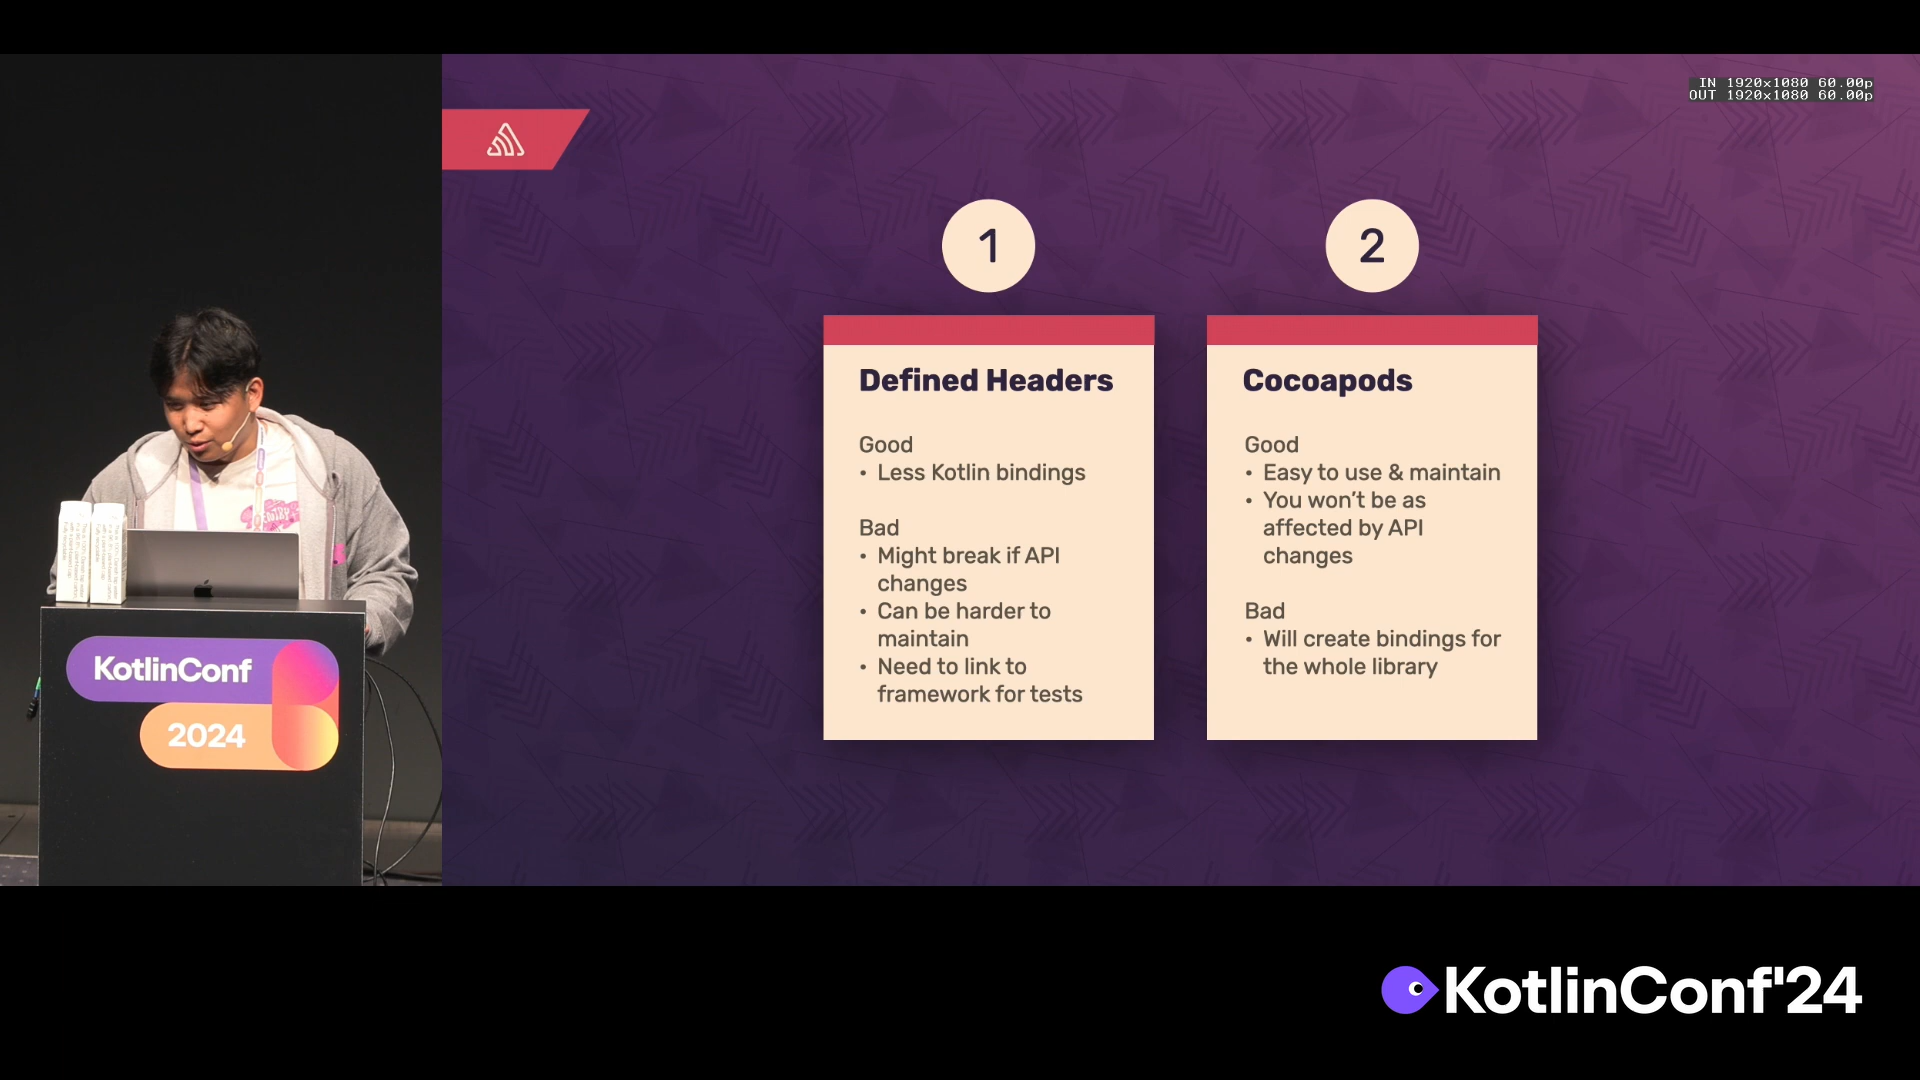 IN 1920x1080 60.00p
OUT 1920x1080 60.00p
1
Defined Headers
Good
• Less Kotlin bindings
Bad
• Might break if API
changes
• Can be harder to
maintain
• Need to link to
framework for tests
2
Cocoapods
Good
• Easy to use & maintain
• You won't be as
affected by API
changes
Bad
• Will create bindings for
the whole library
KotlinConf
2024
KotlinConf'24